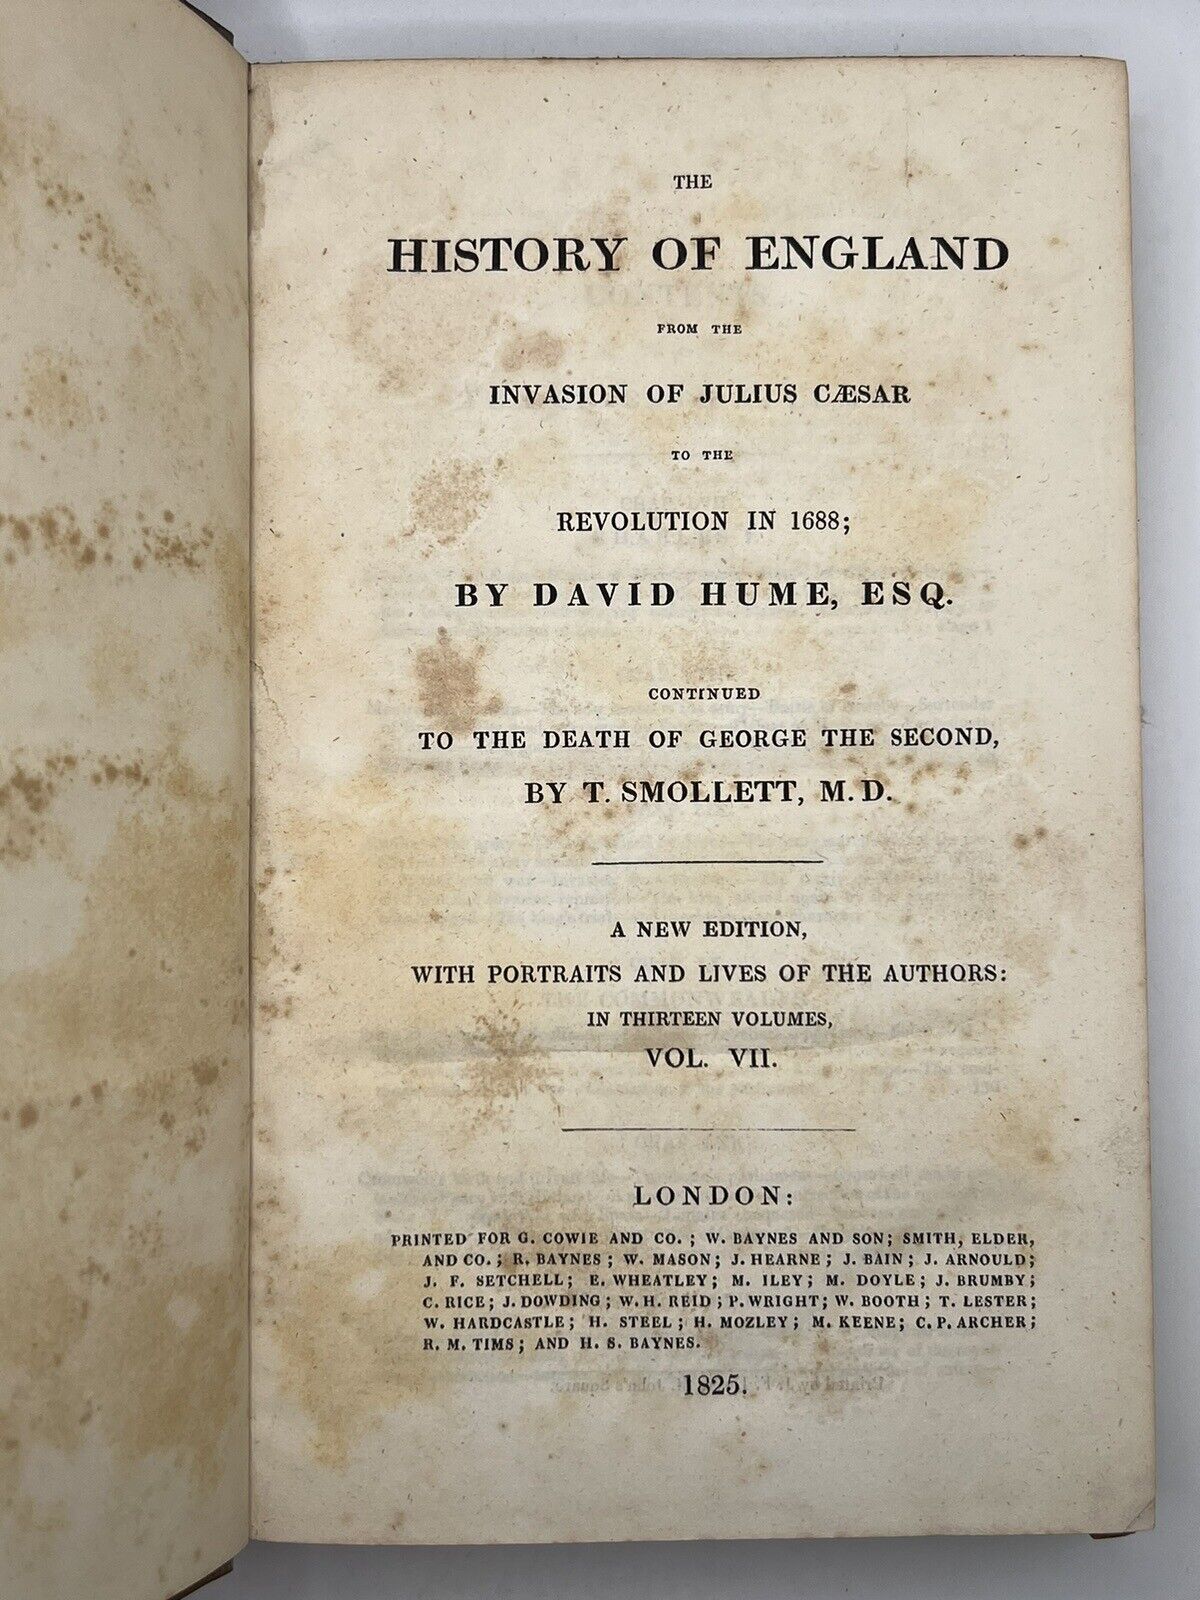 THE
HISTORY OF ENGLAND
FROM THE
INVASION OF JULIUS CÆSAR
TO THE
REVOLUTION IN 1688;
BY DAVID HUME, ESQ.
CONTINUED
TO THE DEATH OF GEORGE THE SECOND,
BY T. SMOLLETT, M.D.
A NEW EDITION,
WITH PORTRAITS AND LIVES OF THE AUTHORS:
IN THIRTEEN VOLUMES,
VOL. VII.
LONDON:
PRINTED FOR G. COWIE AND CO.; W. BAYNES AND SON; SMITH, ELDER,
AND CO.; R. BAYNES; W. MASON; J. HEARNE; J. BAIN; J. ARNOULD;
J. F. SETCHELL; E. WHEATLEY; M. ILEY; M. DOYLE; J. BRUMBY;
C. RICE; J. DOWDING; W. H. REID; P. WRIGHT; W. BOOTH; T. LESTER;
W. HARDCASTLE; H. STEEL; H. MOZLEY; M. KEENE; C. P. ARCHER;
R. M. TIMS; AND H. S. BAYNES.
1825.